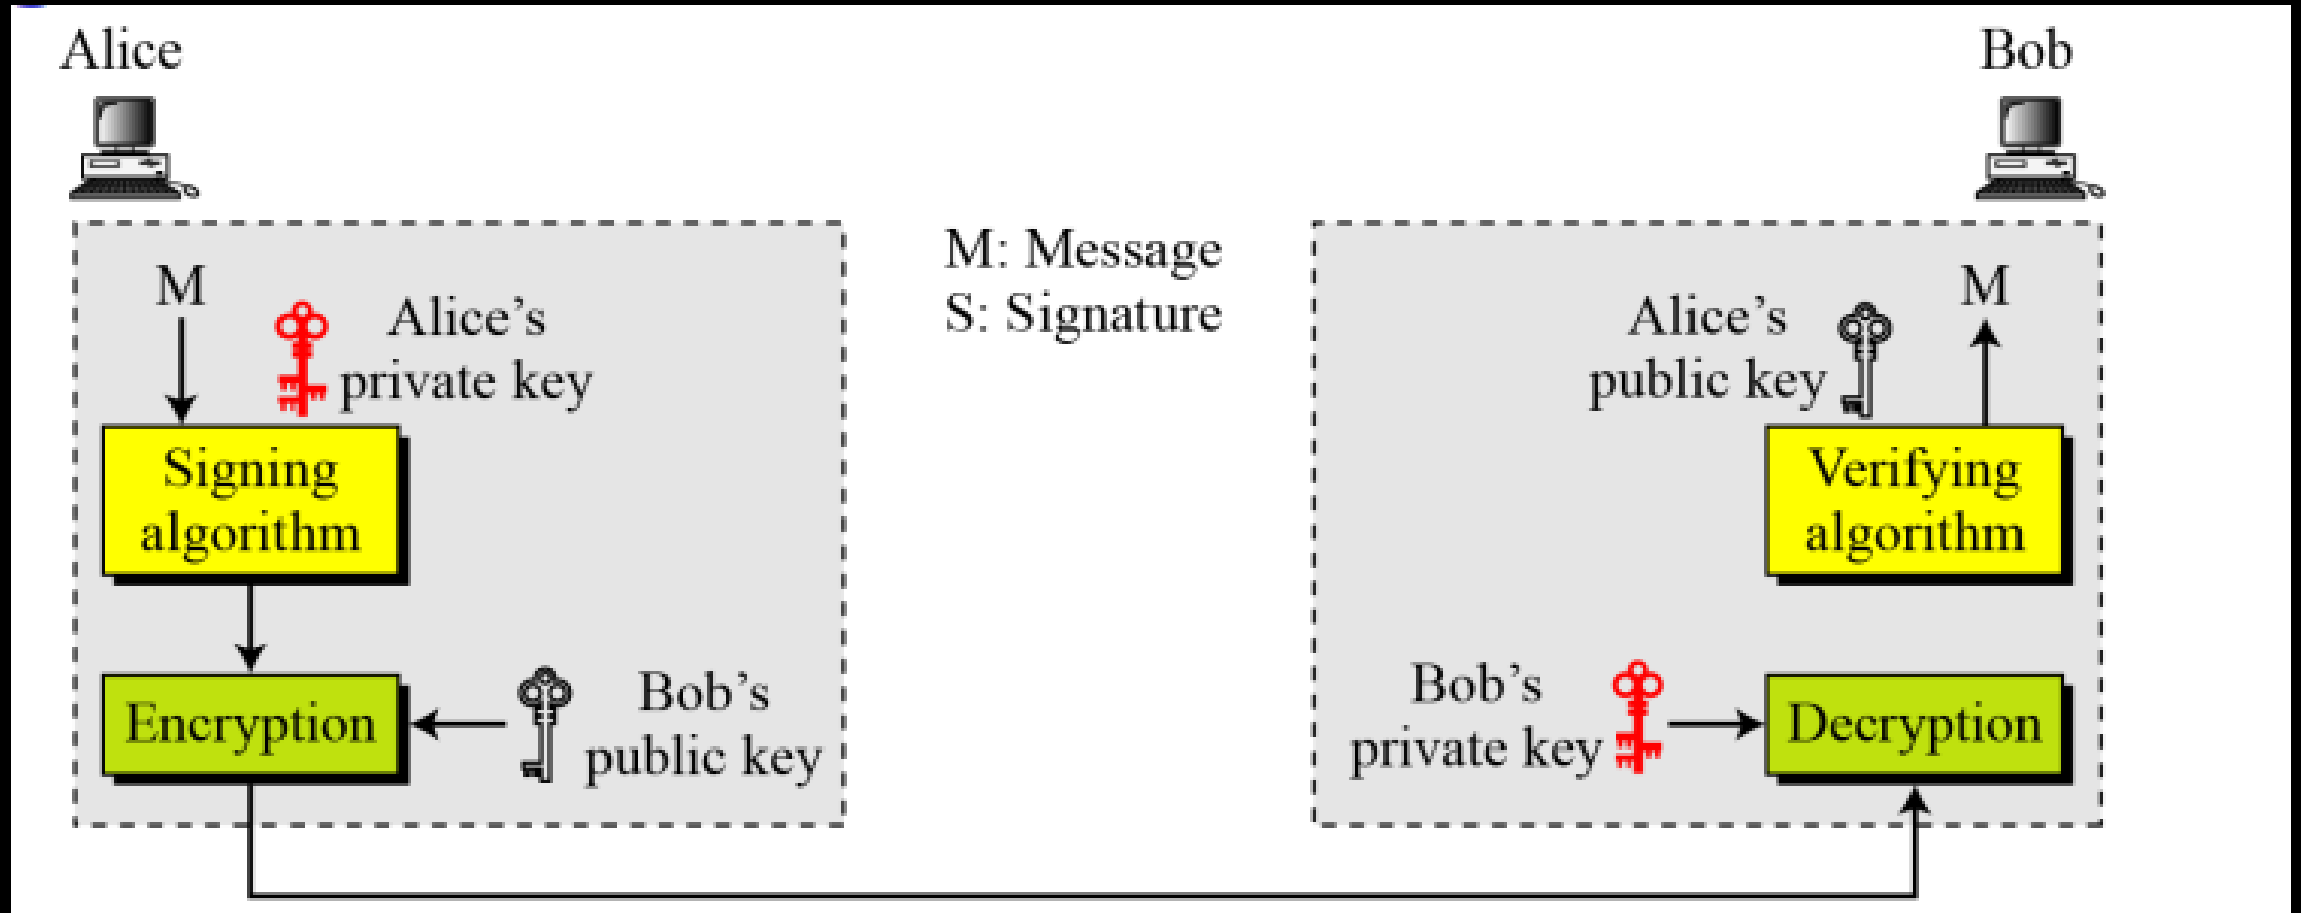 Alice
Bob
M: Message
S: Signature
M
Alice's
private key
Signing
algorithm
Encryption
Bob's
public key
Alice's
public key
M
Verifying
algorithm
Bob's
private key
Decryption